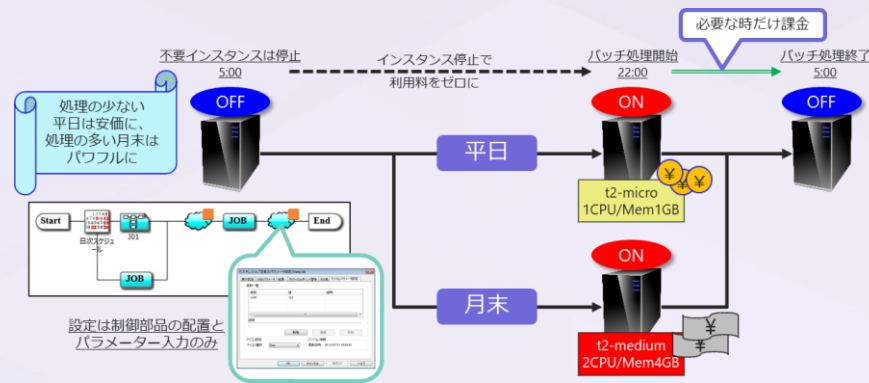 必要な時だけ課金
不要インスタンスは停止
5:00
インスタンス停止で
利用料をゼロに
バッチ処理開始
22:00
バッチ処理終了
5:00
処理の少ない
平日は安価に、
処理の多い月末は
パワフルに
OFF
ON
OFF
平日
t2-micro
1CPU/Mem1GB
¥ ¥ ¥
Start
日次スケジュ
ール
J01
JOB
JOB
End
設定は制御部品の配置と
パラメーター入力のみ
月末
ON
t2-medium
2CPU/Mem4GB
¥ ¥